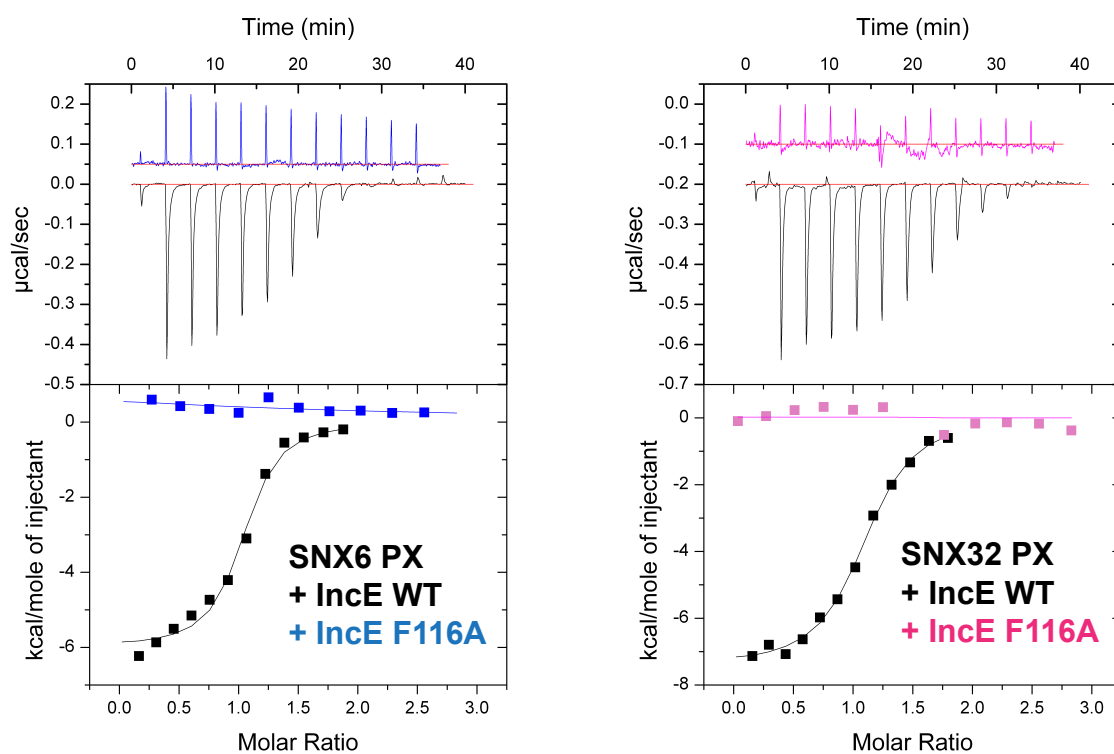 Time (min)
0 10 20 30 40
0.2
0.1
0.0
-0.1
-0.2
-0.3
-0.4
-0.5
µcal/sec
0
-2
-4
-6
kcal/mole of injectant
SNX6 PX
+ IncE WT
+ IncE F116A
0.0 0.5 1.0 1.5 2.0 2.5 3.0
Molar Ratio
Time (min)
0 10 20 30 40
0.0
-0.1
-0.2
-0.3
-0.4
-0.5
-0.6
-0.7
µcal/sec
0
-2
-4
-6
-8
kcal/mole of injectant
SNX32 PX
+ IncE WT
+ IncE F116A
0.0 0.5 1.0 1.5 2.0 2.5 3.0
Molar Ratio